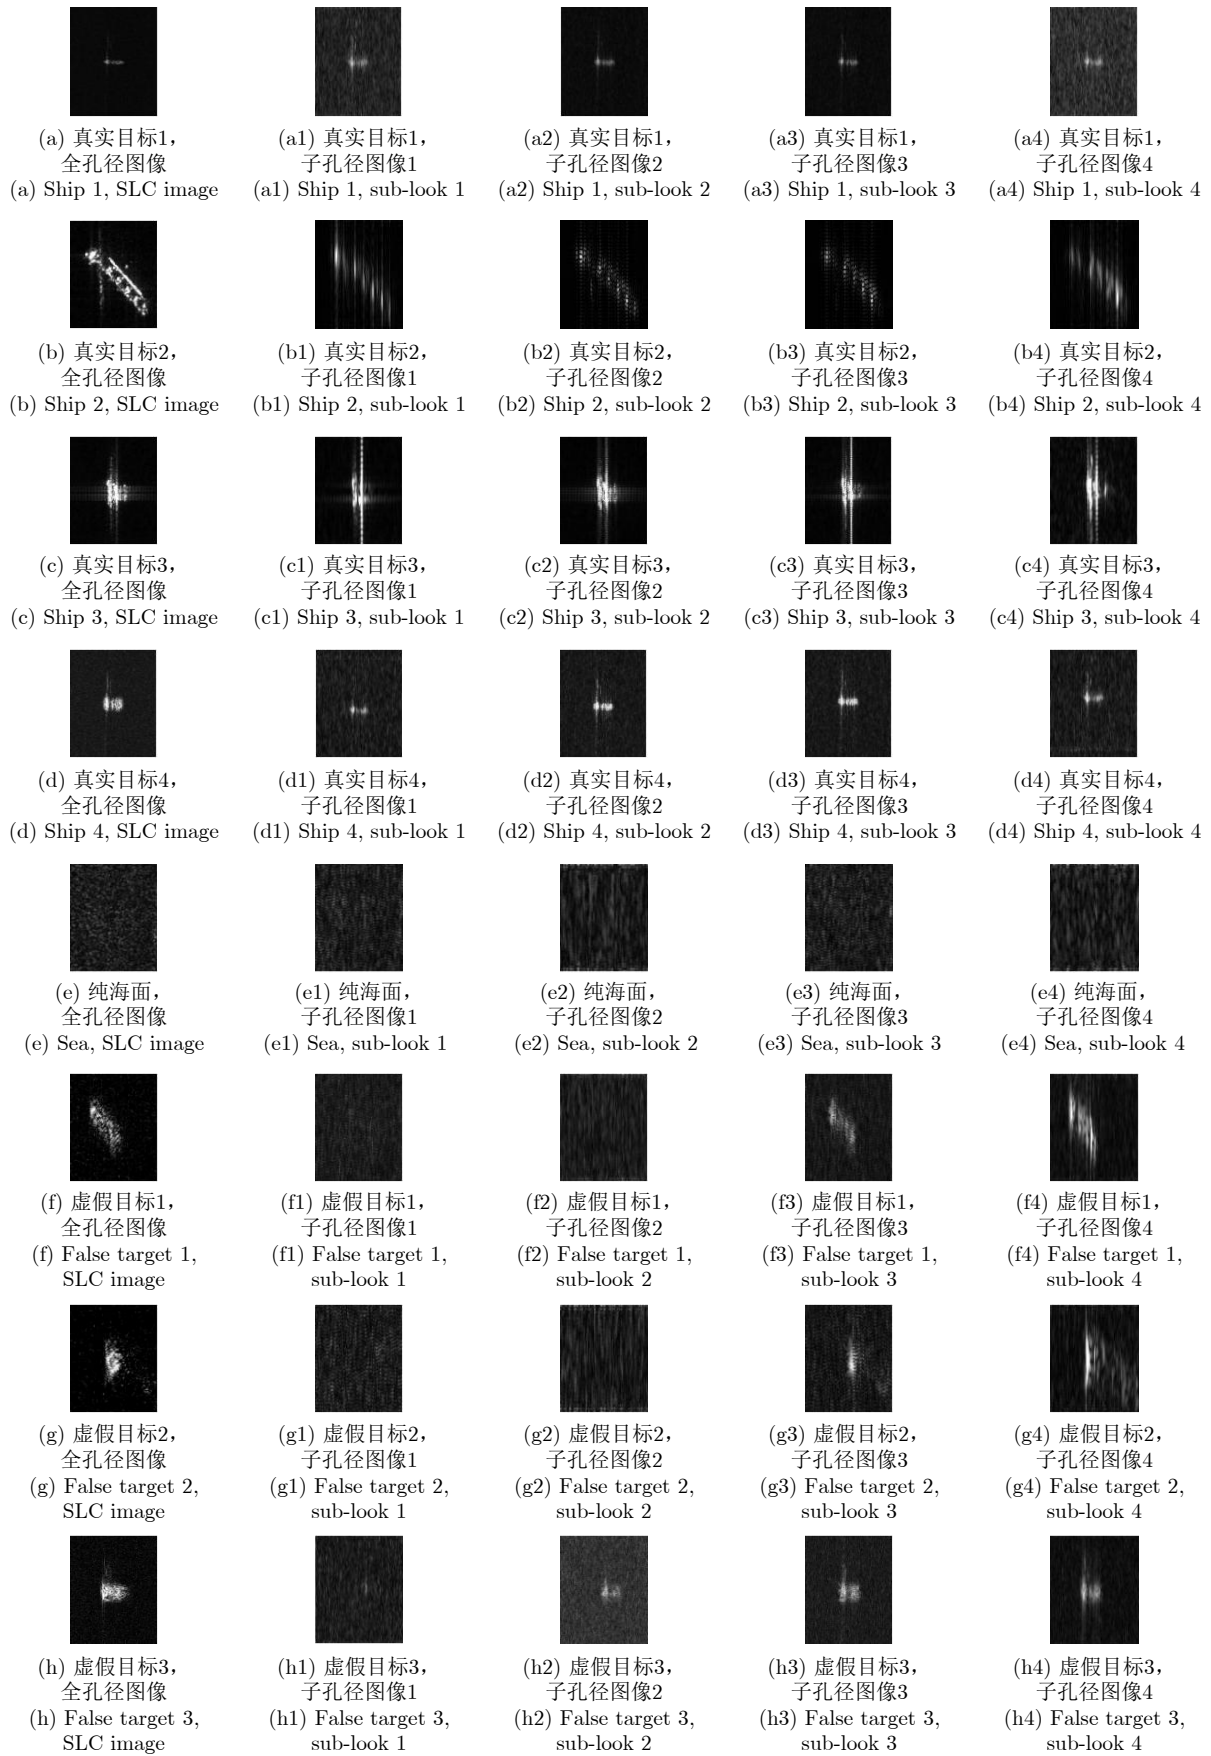 (a) 真实目标1,
全孔径图像
(a) Ship 1, SLC image
(a1) 真实目标1,
子孔径图像1
(a1) Ship 1, sub-look 1
(a2) 真实目标1,
子孔径图像2
(a2) Ship 1, sub-look 2
(a3) 真实目标1,
子孔径图像3
(a3) Ship 1, sub-look 3
(a4) 真实目标1,
子孔径图像4
(a4) Ship 1, sub-look 4
(b) 真实目标2,
全孔径图像
(b) Ship 2, SLC image
(b1) 真实目标2,
子孔径图像1
(b1) Ship 2, sub-look 1
(b2) 真实目标2,
子孔径图像2
(b2) Ship 2, sub-look 2
(b3) 真实目标2,
子孔径图像3
(b3) Ship 2, sub-look 3
(b4) 真实目标2,
子孔径图像4
(b4) Ship 2, sub-look 4
(c) 真实目标3,
全孔径图像
(c) Ship 3, SLC image
(c1) 真实目标3,
子孔径图像1
(c1) Ship 3, sub-look 1
(c2) 真实目标3,
子孔径图像2
(c2) Ship 3, sub-look 2
(c3) 真实目标3,
子孔径图像3
(c3) Ship 3, sub-look 3
(c4) 真实目标3,
子孔径图像4
(c4) Ship 3, sub-look 4
(d) 真实目标4,
全孔径图像
(d) Ship 4, SLC image
(d1) 真实目标4,
子孔径图像1
(d1) Ship 4, sub-look 1
(d2) 真实目标4,
子孔径图像2
(d2) Ship 4, sub-look 2
(d3) 真实目标4,
子孔径图像3
(d3) Ship 4, sub-look 3
(d4) 真实目标4,
子孔径图像4
(d4) Ship 4, sub-look 4
(e) 纯海面,
全孔径图像
(e) Sea, SLC image
(e1) 纯海面,
子孔径图像1
(e1) Sea, sub-look 1
(e2) 纯海面,
子孔径图像2
(e2) Sea, sub-look 2
(e3) 纯海面,
子孔径图像3
(e3) Sea, sub-look 3
(e4) 纯海面,
子孔径图像4
(e4) Sea, sub-look 4
(f) 虚假目标1,
全孔径图像
(f) False target 1,
SLC image
(f1) 虚假目标1,
子孔径图像1
(f1) False target 1,
sub-look 1
(f2) 虚假目标1,
子孔径图像2
(f2) False target 1,
sub-look 2
(f3) 虚假目标1,
子孔径图像3
(f3) False target 1,
sub-look 3
(f4) 虚假目标1,
子孔径图像4
(f4) False target 1,
sub-look 4
(g) 虚假目标2,
全孔径图像
(g) False target 2,
SLC image
(g1) 虚假目标2,
子孔径图像1
(g1) False target 2,
sub-look 1
(g2) 虚假目标2,
子孔径图像2
(g2) False target 2,
sub-look 2
(g3) 虚假目标2,
子孔径图像3
(g3) False target 2,
sub-look 3
(g4) 虚假目标2,
子孔径图像4
(g4) False target 2,
sub-look 4
(h) 虚假目标3,
全孔径图像
(h) False target 3,
SLC image
(h1) 虚假目标3,
子孔径图像1
(h1) False target 3,
sub-look 1
(h2) 虚假目标3,
子孔径图像2
(h2) False target 3,
sub-look 2
(h3) 虚假目标3,
子孔径图像3
(h3) False target 3,
sub-look 3
(h4) 虚假目标3,
子孔径图像4
(h4) False target 3,
sub-look 4